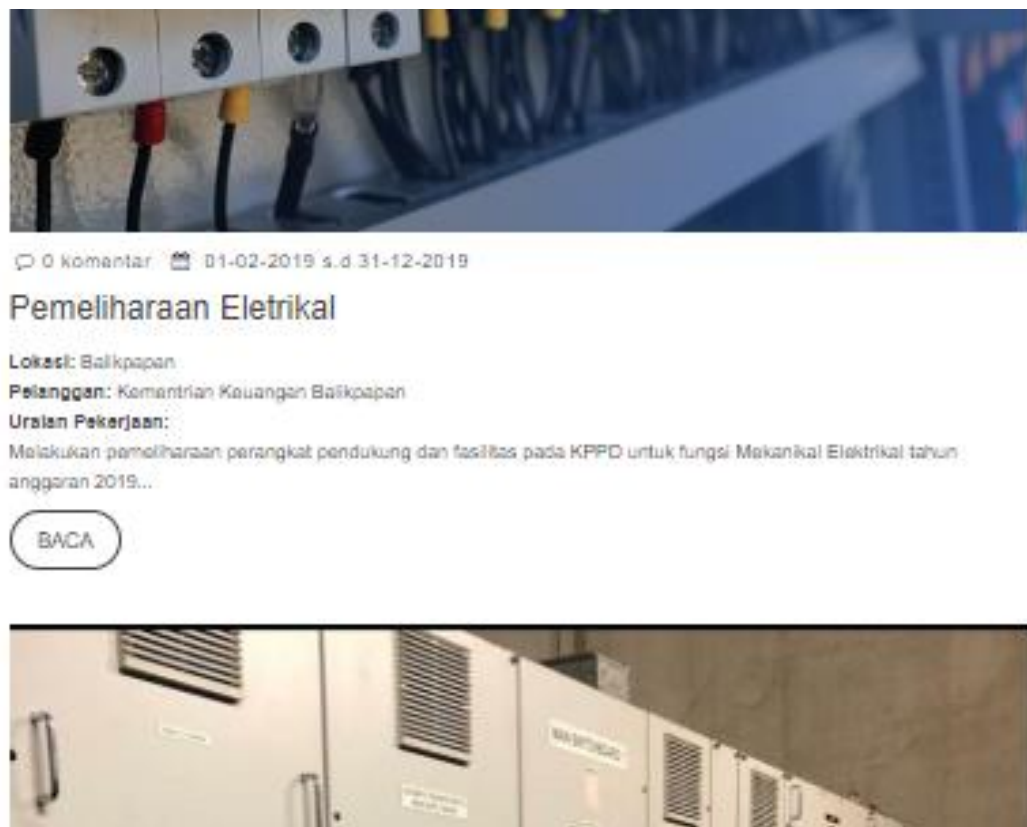 0 komentar 01-02-2019 s.d 31-12-2019
Pemeliharaan Eletrikal
Lokasi: Balikpapan
Pelanggan: Kementrian Keuangan Balikpapan
Uraian Pekerjaan:
Melakukan pemeliharaan perangkat pendukung dan fasilitas pada KPPD untuk fungsi Mekanikal Elektrikal tahun
anggaran 2019...
BACA